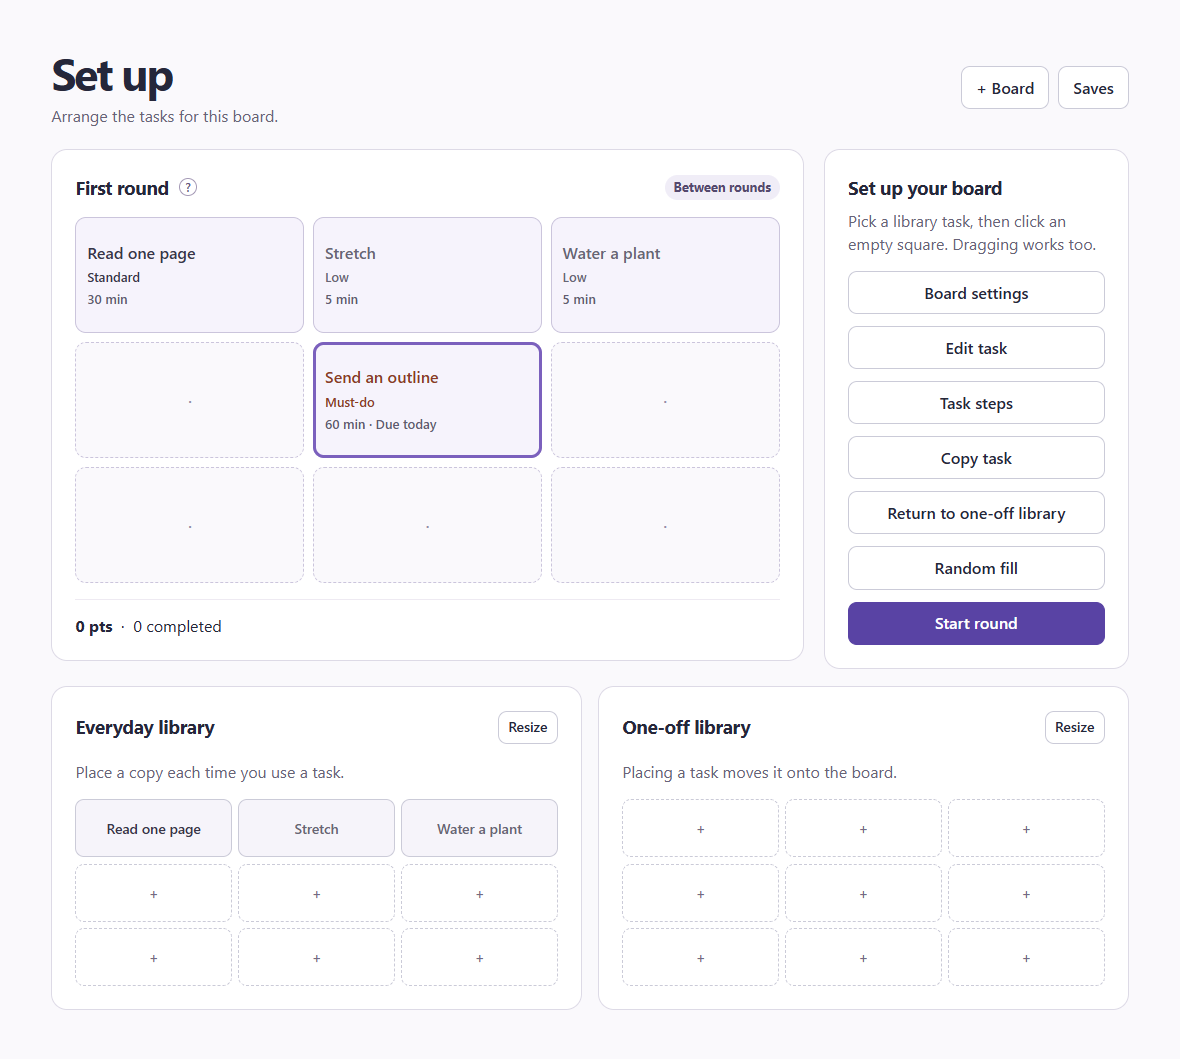 Set up
Arrange the tasks for this board.
+ Board
Saves
First round ?
Between rounds
Read one page
Standard
30 min
Stretch
Low
5 min
Water a plant
Low
5 min
.
Send an outline
Must-do
60 min · Due today
.
.
.
.
0 pts · 0 completed
Set up your board
Pick a library task, then click an
empty square. Dragging works too.
Board settings
Edit task
Task steps
Copy task
Return to one-off library
Random fill
Start round
Everyday library
Resize
Place a copy each time you use a task.
Read one page
Stretch
Water a plant
+
+
+
+
+
+
One-off library
Resize
Placing a task moves it onto the board.
+
+
+
+
+
+
+
+
+